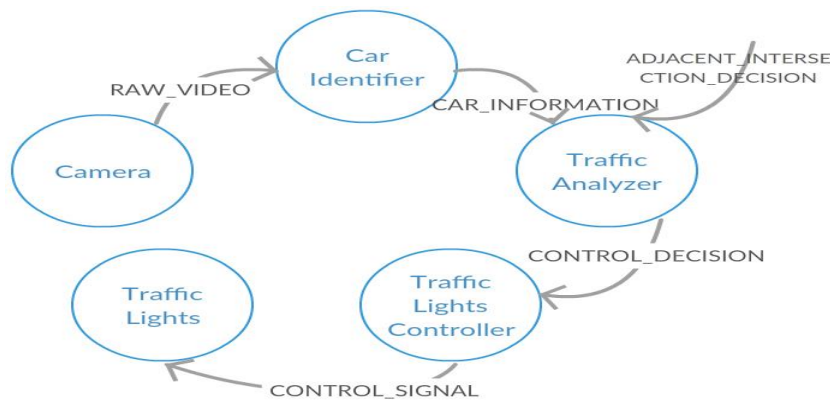 Car
Identifier
RAW_VIDEO
ADJACENT_INTERSE
CTION_DECISION
CAR_INFORMATION
Camera
Traffic
Analyzer
CONTROL_DECISION
Traffic
Lights
Controller
Traffic
Lights
CONTROL_SIGNAL